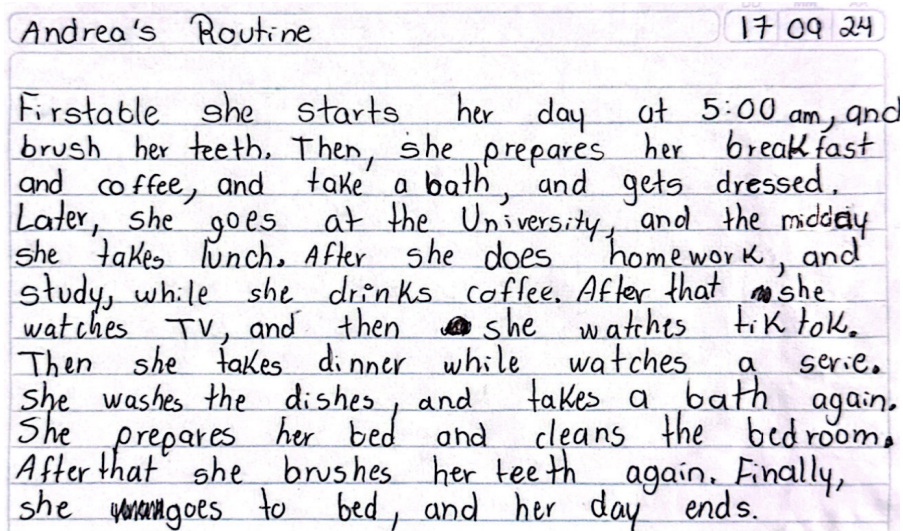 Andrea's Routine 17 09 24
Firstable she starts her day at 5:00 am, and
brush her teeth. Then, she prepares her breakfast
and coffee, and take a bath, and gets dressed.
Later, she goes at the University, and the midday
she takes lunch. After she does homework, and
study, while she drinks coffee. After that she
watches TV, and then she watches tik tok.
Then she takes dinner while watches a serie.
She washes the dishes, and takes a bath again.
She prepares her bed and cleans the bedroom.
After that she brushes her teeth again. Finally,
she goes to bed, and her day ends.